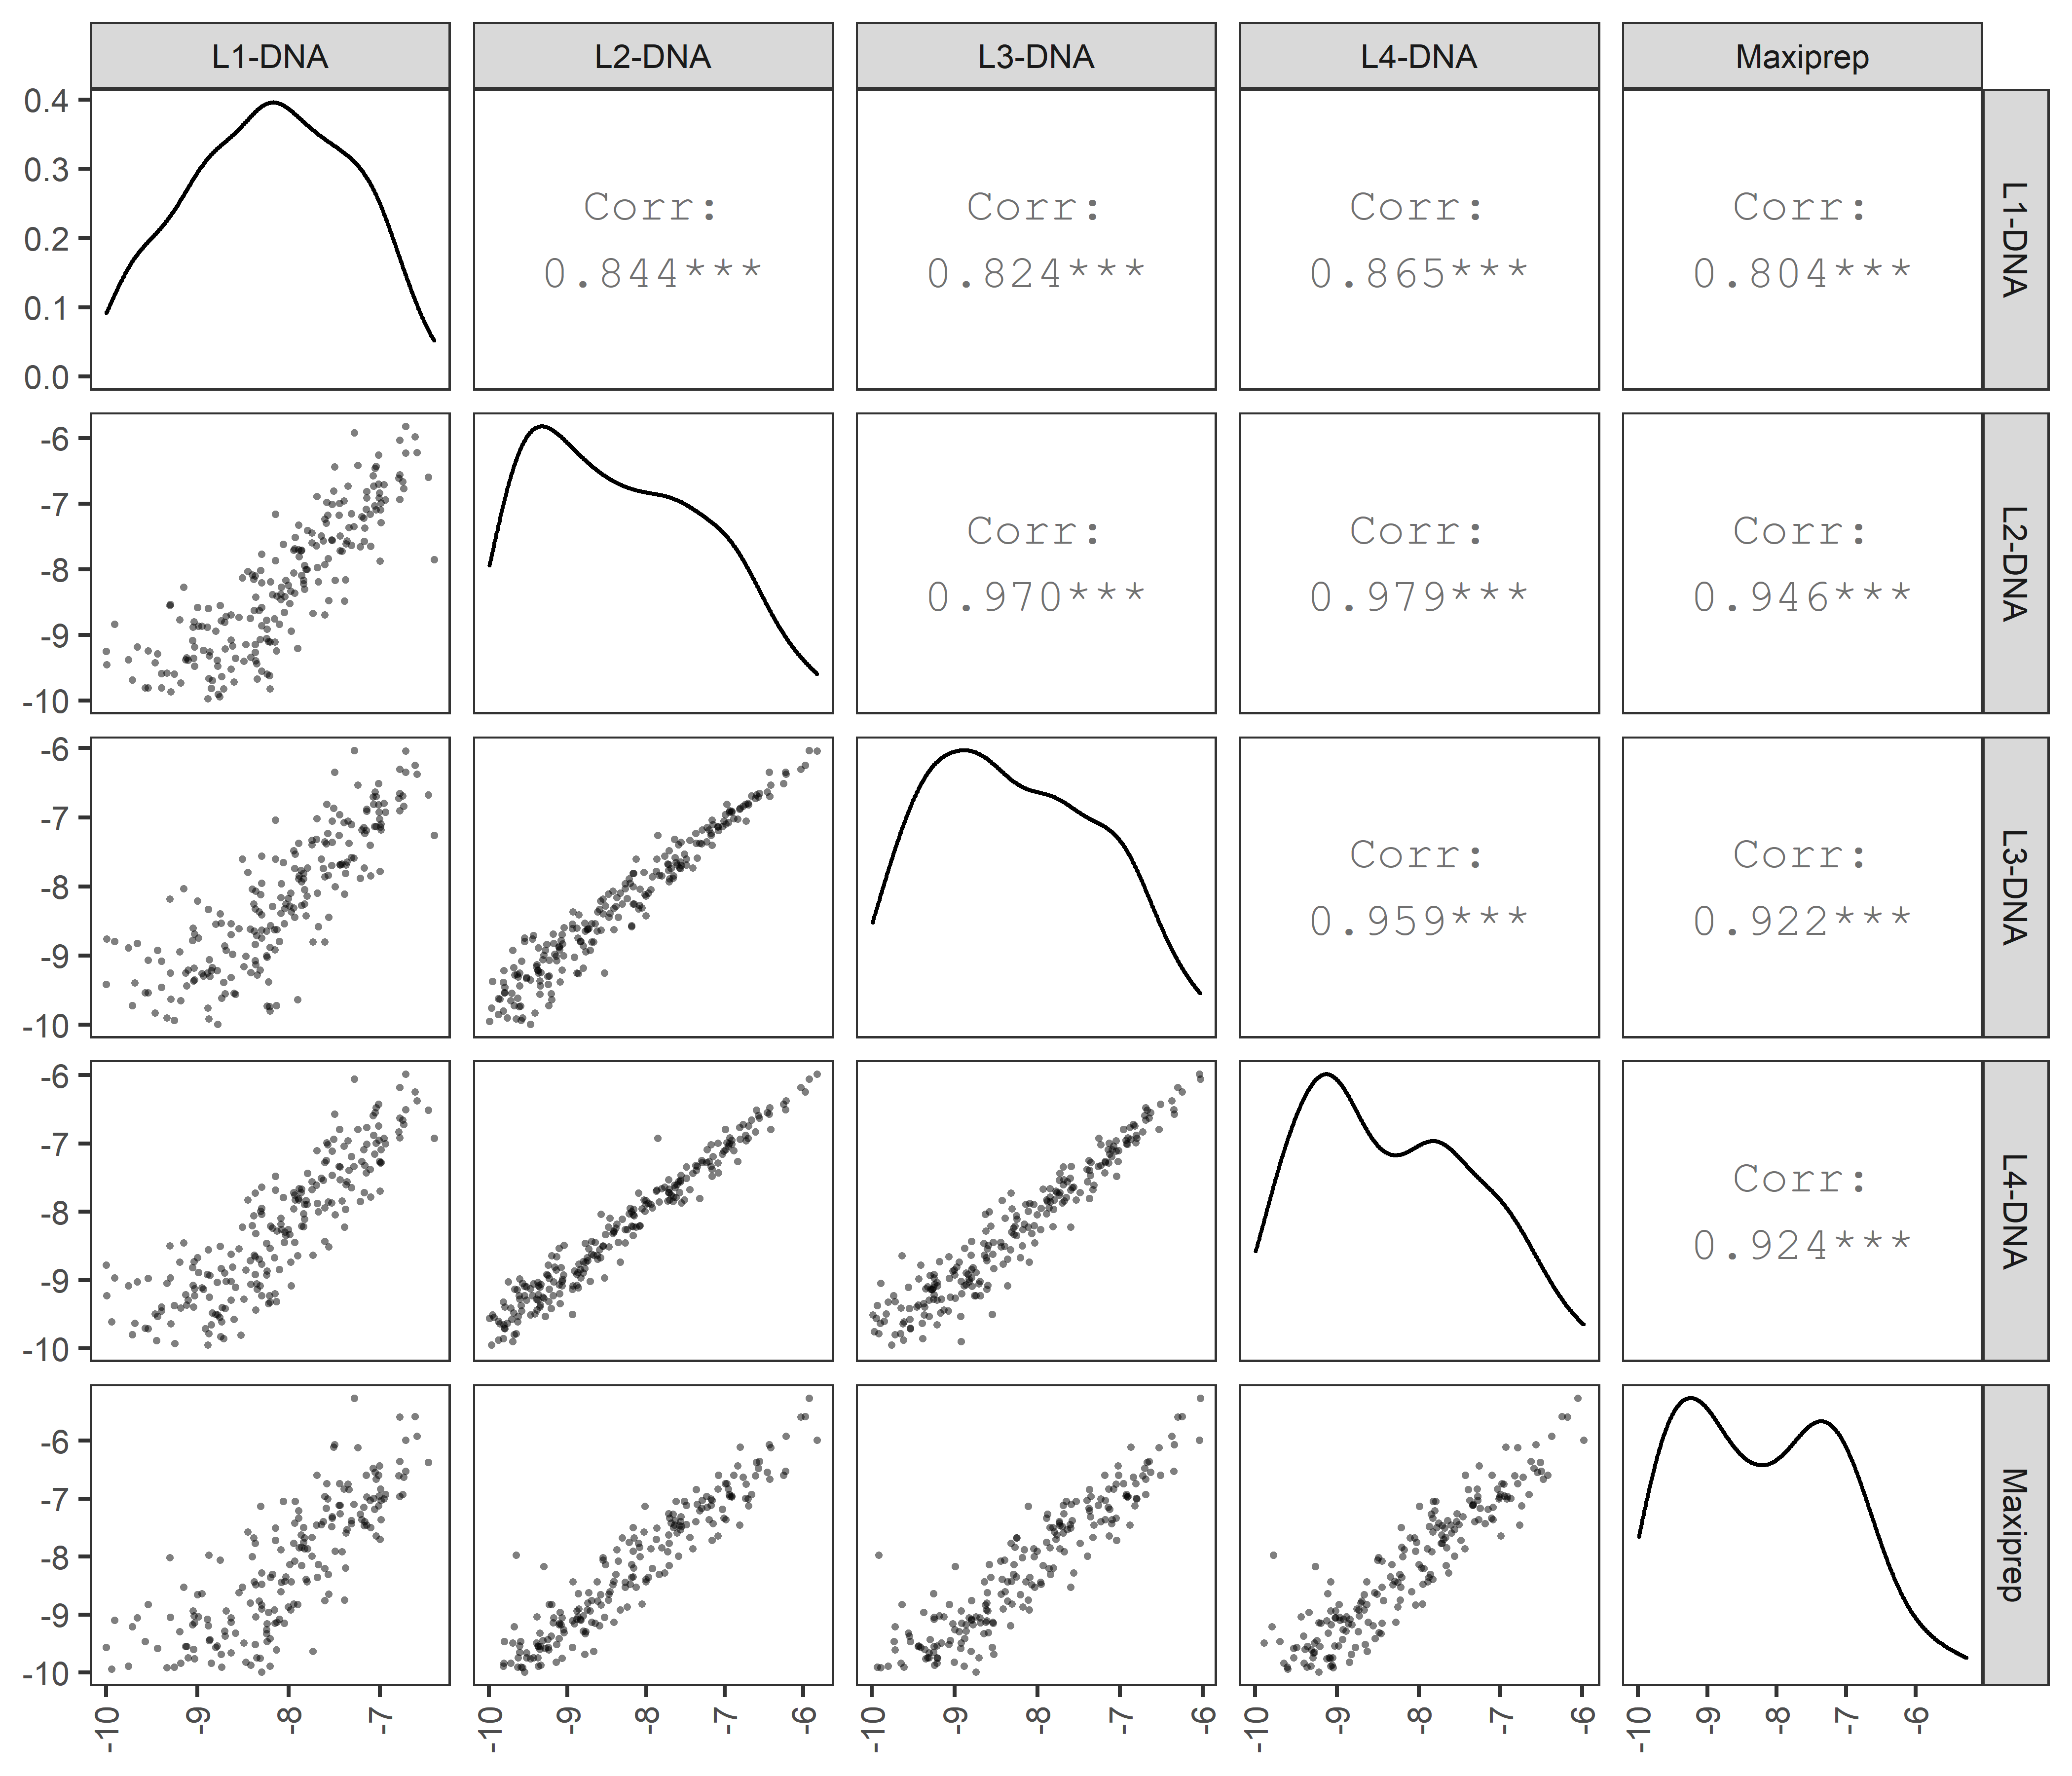 L1-DNA L2-DNA L3-DNA L4-DNA Maxiprep
0.4
0.3
0.2
0.1
0.0
Corr:
0.844***
Corr:
0.824***
Corr:
0.865***
Corr:
0.804***
L1-DNA
-6
-7
-8
-9
-10
Corr:
0.970***
Corr:
0.979***
Corr:
0.946***
L2-DNA
-6
-7
-8
-9
-10
Corr:
0.959***
Corr:
0.922***
L3-DNA
-6
-7
-8
-9
-10
Corr:
0.924***
L4-DNA
-6
-7
-8
-9
-10
Maxiprep
-10 -9 -8 -7
-10 -9 -8 -7 -6
-10 -9 -8 -7 -6
-10 -9 -8 -7 -6
-10 -9 -8 -7 -6